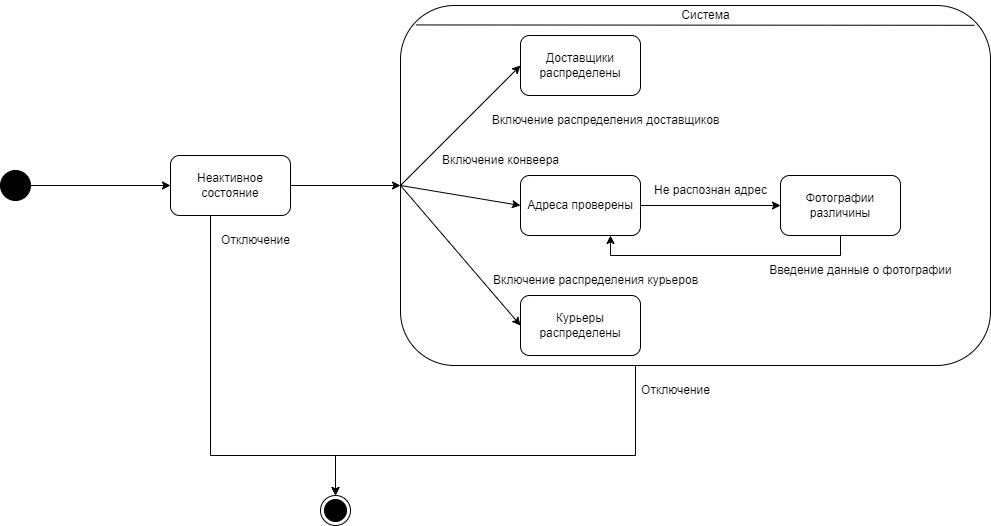 Система
Доставщики
распределены
Включение распределения доставщиков
Включение конвеера
Неактивное
состояние
Адреса проверены
Не распознан адрес
Фотографии
различины
Отключение
Введение данные о фотографии
Включение распределения курьеров
Курьеры
распределены
Отключение